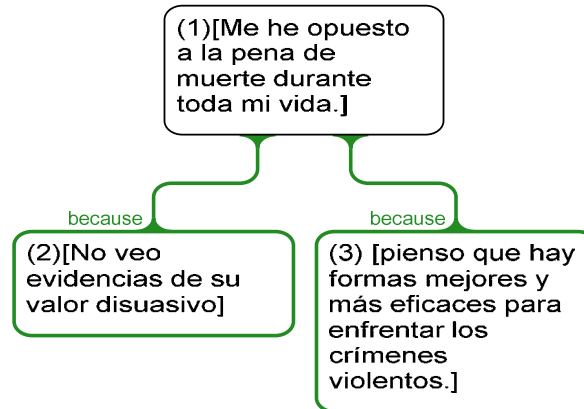 (1)[Me he opuesto
a la pena de
muerte durante
toda mi vida.]
because
(2)[No veo
evidencias de su
valor disuasivo]
because
(3) [pienso que hay
formas mejores y
más eficaces para
enfrentar los
crímenes
violentos.]